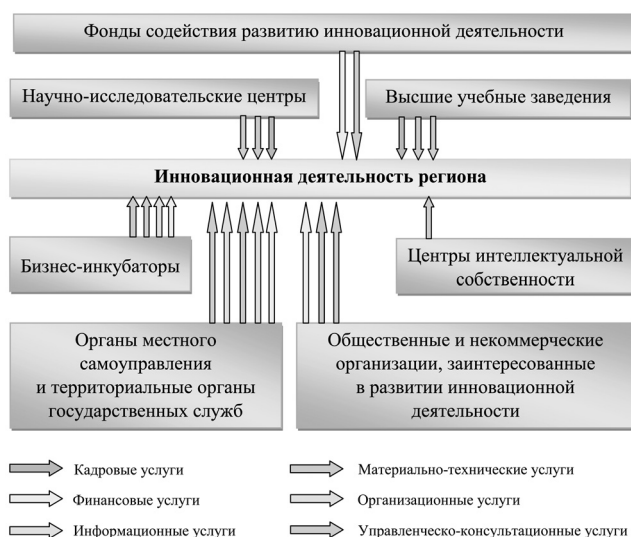 Фонды содействия развитию инновационной деятельности
Научно-исследовательские центры
Высшие учебные заведения
Инновационная деятельность региона
Бизнес-инкубаторы
Центры интеллектуальной
собственности
Органы местного
самоуправления
и территориальные органы
государственных служб
Общественные и некоммерческие
организации, заинтересованные
в развитии инновационной
деятельности
Кадровые услуги
Финансовые услуги
Информационные услуги
Материально-технические услуги
Организационные услуги
Управленческо-консультационные услуги